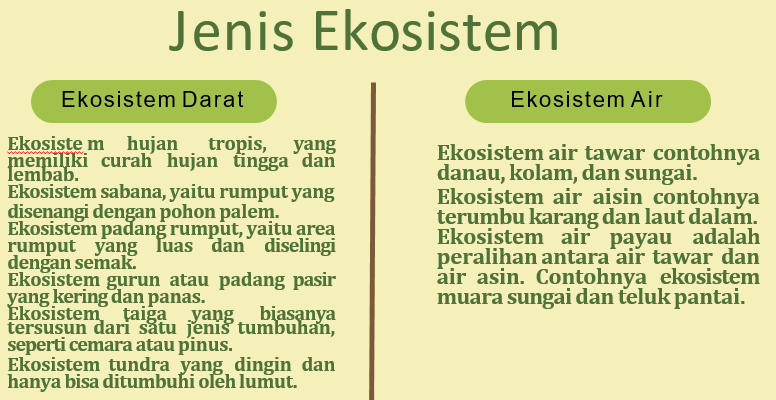 Jenis Ekosistem
Ekosistem Darat
Ekosiste m hujan tropis, yang
memiliki curah hujan tingga dan
lembab.
Ekosistem sabana, yaitu rumput yang
disenangi dengan pohon palem.
Ekosistem padang rumput, yaitu area
rumput yang luas dan diselingi
dengan semak.
Ekosistem gurun atau padang pasir
yang kering dan panas.
Ekosistem taiga yang biasanya
tersusun dari satu jenis tumbuhan,
seperti cemara atau pinus.
Ekosistem tundra yang dingin dan
hanya bisa ditumbuhi oleh lumut.
Ekosistem Air
Ekosistem air tawar contohnya
danau, kolam, dan sungai.
Ekosistem air aisin contohnya
terumbu karang dan laut dalam.
Ekosistem air payau adalah
peralihan antara air tawar dan
air asin. Contohnya ekosistem
muara sungai dan teluk pantai.